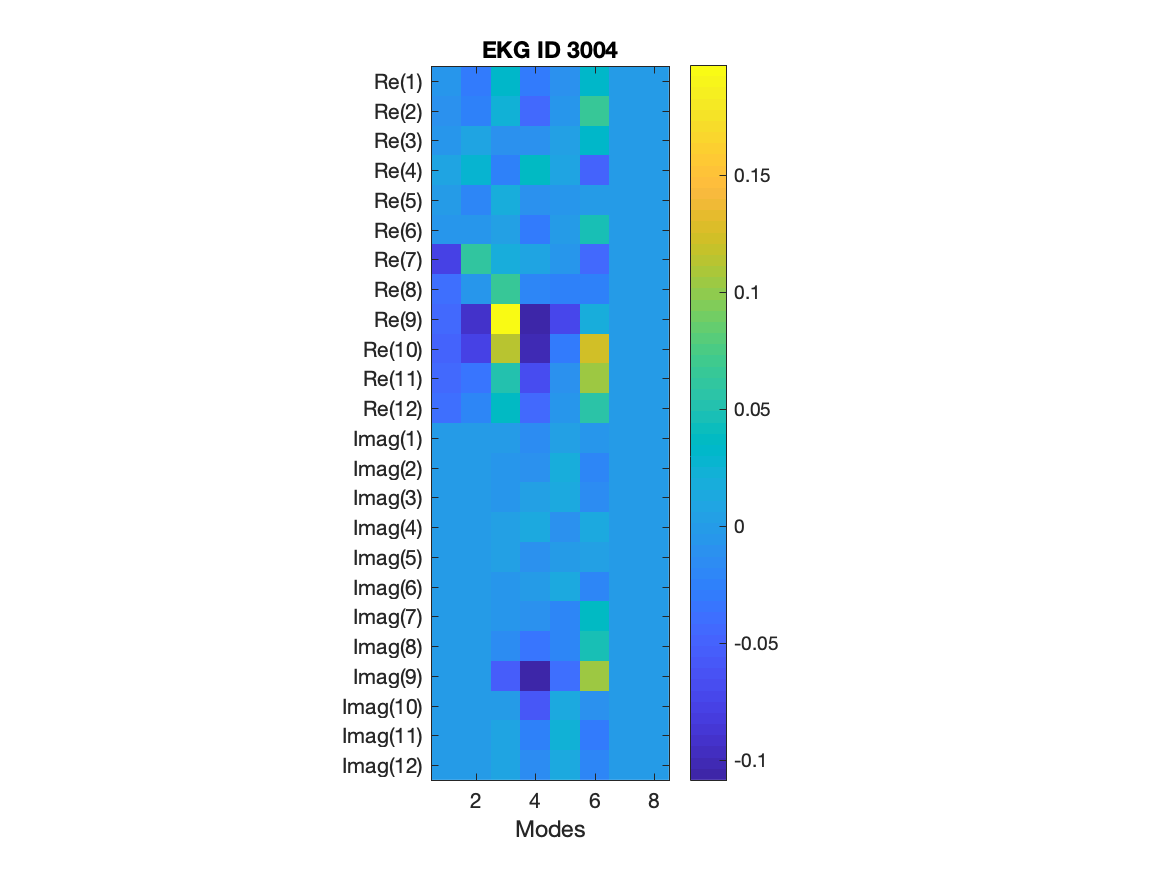 EKG ID 3004
Re(1)
Re(2)
Re(3)
Re(4)
Re(5)
Re(6)
Re(7)
Re(8)
Re(9)
Re(10)
Re(11)
Re(12)
Imag(1)
Imag(2)
Imag(3)
Imag(4)
Imag(5)
Imag(6)
Imag(7)
Imag(8)
Imag(9)
Imag(10)
Imag(11)
Imag(12)
2 4 6 8
Modes
0.15
0.1
0.05
0
-0.05
-0.1